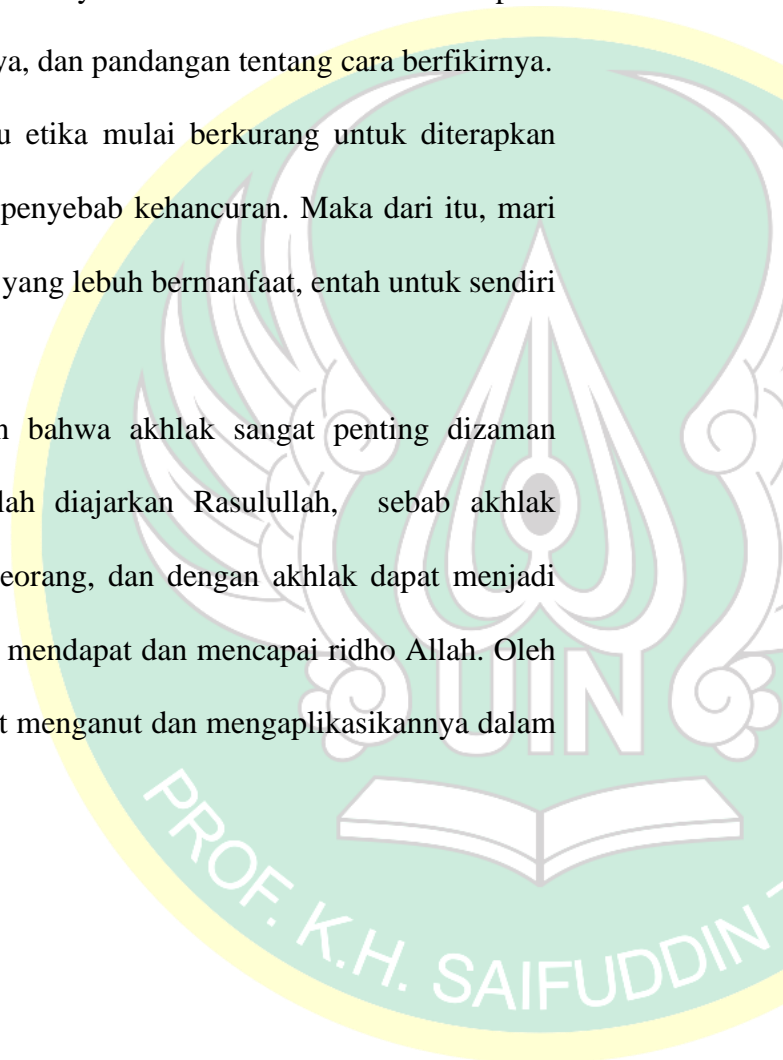 ya, dan pandangan tentang cara berfikirnya.
u etika mulai berkurang untuk diterapkan
penyebab kehancuran. Maka dari itu, mari
yang lebuh bermanfaat, entah untuk sendiri
n bahwa akhlak sangat penting dizaman
lah diajarkan Rasulullah, sebab akhlak
eorang, dan dengan akhlak dapat menjadi
mendapat dan mencapai ridho Allah. Oleh
t menganut dan mengaplikasikannya dalam
UIN
PROF. K.H. SAIFUDDIN